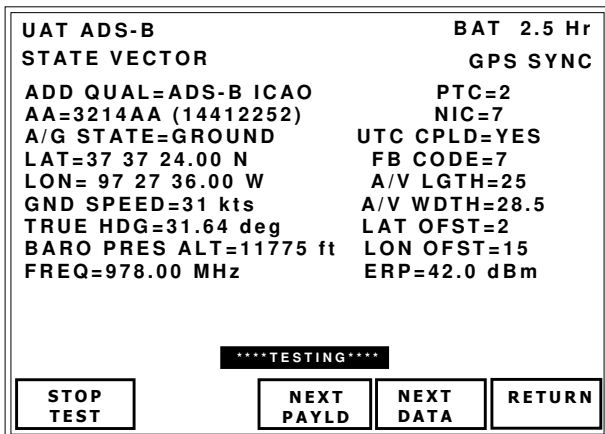 UAT ADS-B BAT 2.5 Hr
STATE VECTOR GPS SYNC
ADD QUAL=ADS-B ICAO PTC=2
AA=3214AA (14412252) NIC=7
A/G STATE=GROUND UTC CPLD=YES
LAT=37 37 24.00 N FB CODE=7
LON= 97 27 36.00 W A/V LGTH=25
GND SPEED=31 kts A/V WDTH=28.5
TRUE HDG=31.64 deg LAT OFST=2
BARO PRES ALT=11775 ft LON OFST=15
FREQ=978.00 MHz ERP=42.0 dBm
****TESTING****
STOP TEST NEXT PAYLD NEXT DATA RETURN